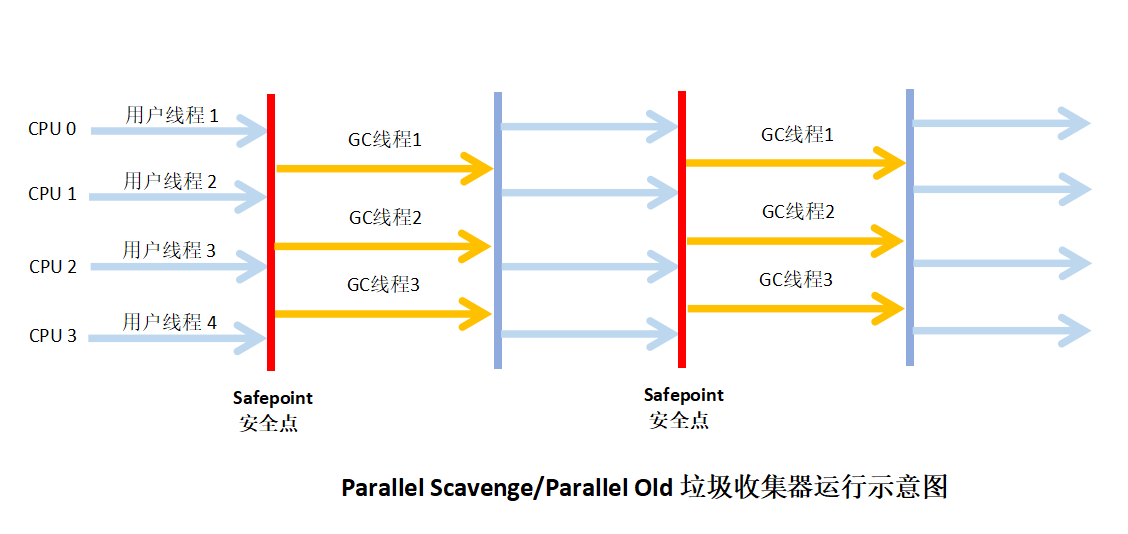 用户线程 1
CPU 0
GC线程1
GC线程1
用户线程 2
CPU 1
GC线程2
GC线程2
用户线程 3
CPU 2
GC线程3
GC线程3
用户线程 4
CPU 3
Safepoint
安全点
Safepoint
安全点
Parallel Scavenge/Parallel Old 垃圾收集器运行示意图